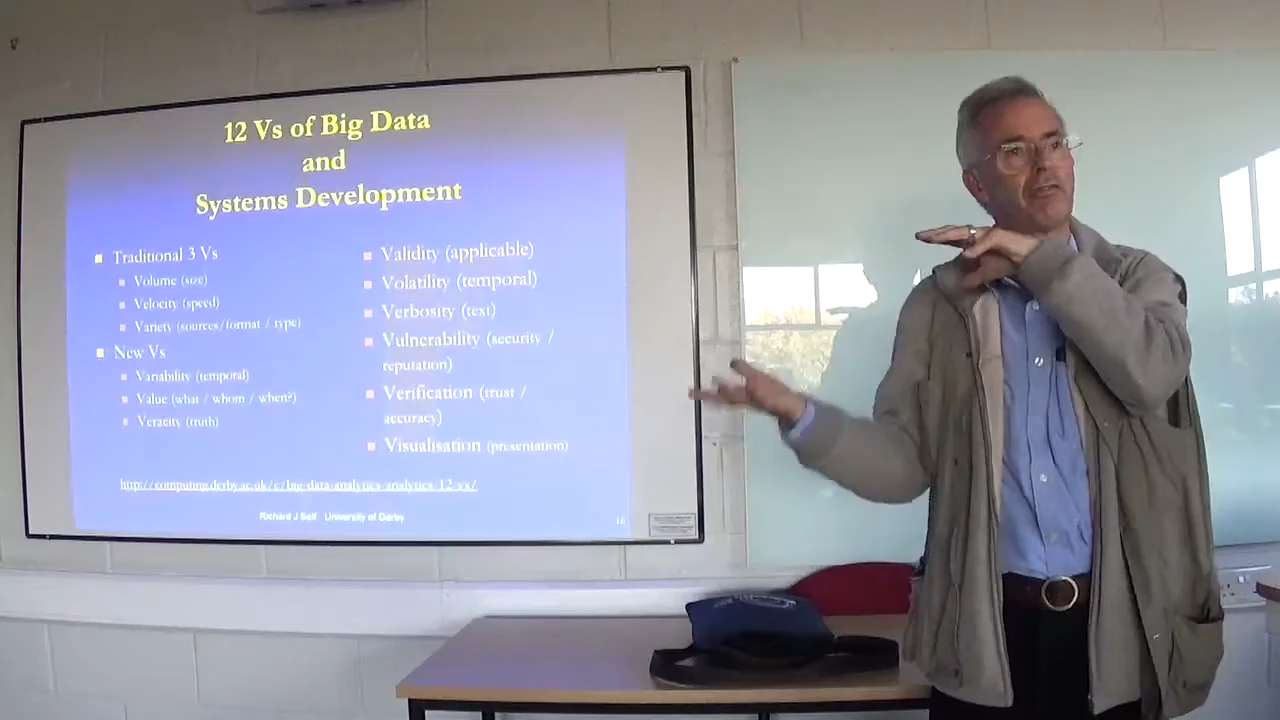 12 Vs of Big Data
and
Systems Development
Traditional 3 Vs
Volume (size)
Velocity (speed)
Variety (sources/format / type)
New Vs
Variability (temporal)
Value (what / whom / when?)
Veracity (truth)
Validity (applicable)
Volatility (temporal)
Verbosity (text)
Vulnerability (security /
reputation)
Verification (trust /
accuracy)
Visualisation (presentation)
http://computing.derby.ac.uk/c/big-data-analytics-analytics-12-vs/
Richard J Self University of Derby
16